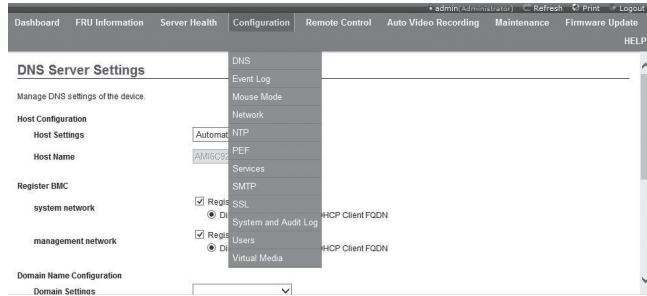 admin(Administrator) Refresh Print Logout
Dashboard FRU Information Server Health Configuration Remote Control Auto Video Recording Maintenance Firmware Update
HELP
DNS Server Settings
DNS
Event Log
Manage DNS settings of the device.
Mouse Mode
Host Configuration
Network
Host Settings
Automat
NTP
Host Name
AMI6C92
PEF
Services
Register BMC
SMTP
system network
Regis
SSL
Di
HCP Client FQDN
System and Audit Log
management network
Regis
Users
Di
HCP Client FQDN
Virtual Media
Domain Name Configuration
Domain Settings